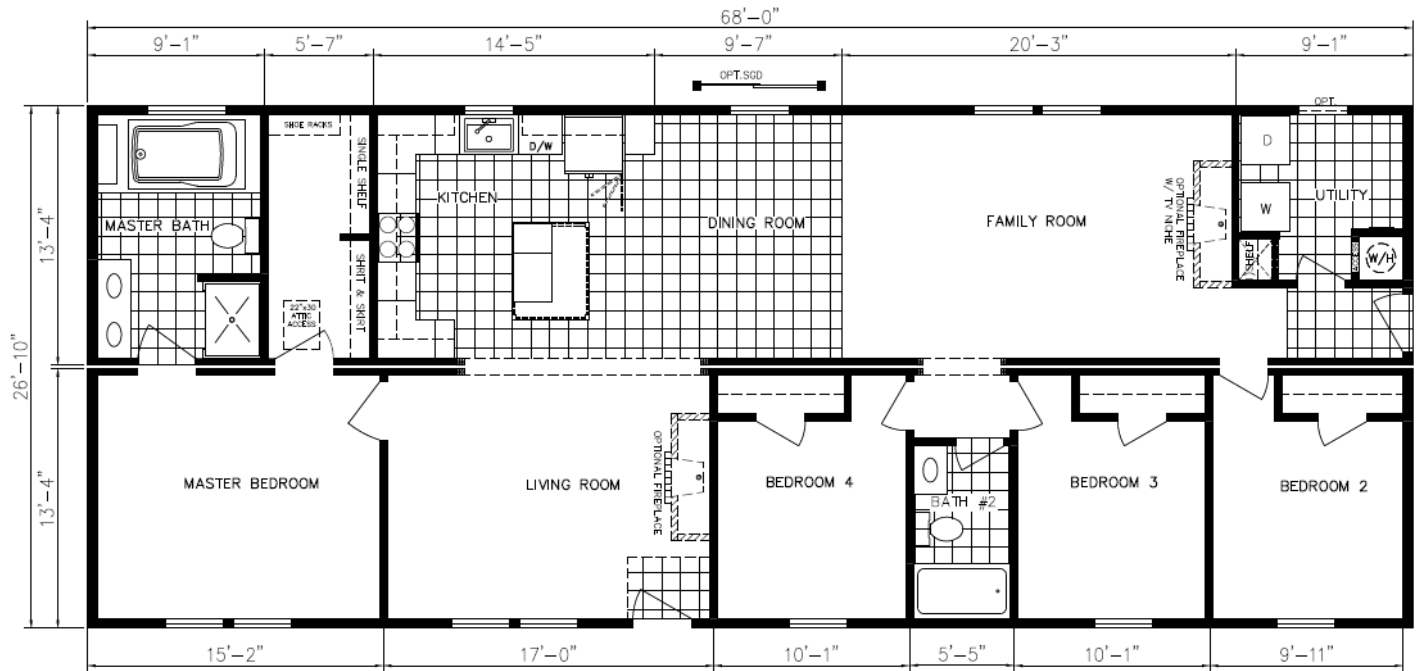 68'-0"
9'-1"
5'-7"
14'-5"
9'-7"
20'-3"
9'-1"
OPT.SGD
OPT.
SHOE RACKS
SINGLE SHELF
D/W
D
KITCHEN
MASTER BATH
DINING ROOM
FAMILY ROOM
OPTIONAL FIREPLACE
W/ TV NICHE
W
UTILITY
SHELF
ACCESS
W/H
13'-4"
SHRIT & SKIRT
22"x30
ATTIC
ACCESS
26'-10"
13'-4"
MASTER BEDROOM
LIVING ROOM
OPTIONAL FIREPLACE
BEDROOM 4
BATH #2
BEDROOM 3
BEDROOM 2
15'-2"
17'-0"
10'-1"
5'-5"
10'-1"
9'-11"